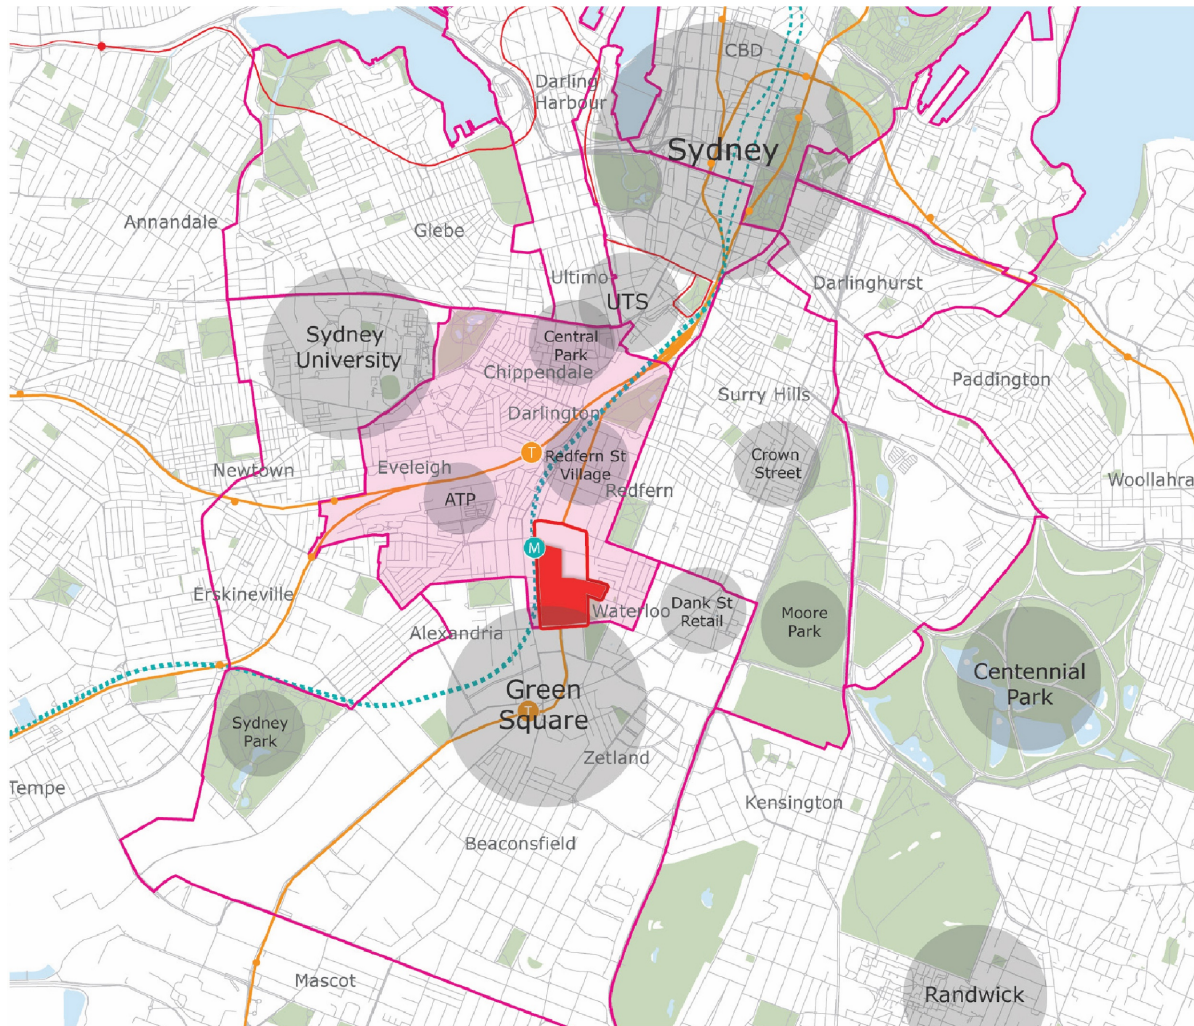 CBD
Darling
Harbour
Sydney
Annandale
Glebe
Ultimo
Darlinghurst
UTS
Sydney
University
Central
Park
Chippendale
Paddington
Surry Hills
Darlington
T
Redfern St
Village
Crown
Street
Newtown
Eveleigh
ATP
Redfern
Woollahra
M
Erskineville
Waterloo
Dank St
Retail
Moore
Park
Alexandria
Centennial
Park
Green
Square
T
Sydney
Park
Zetland
Tempe
Kensington
Beaconsfield
Mascot
Randwick